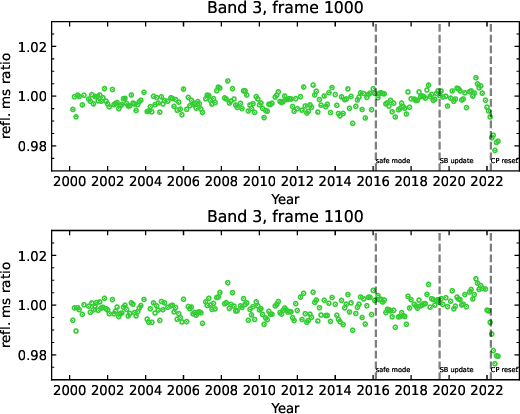 Band 3, frame 1000
1.02
1.00
0.98
refl. ms ratio
safe mode
SB update
CP reset
2000 2002 2004 2006 2008 2010 2012 2014 2016 2018 2020 2022
Year
Band 3, frame 1100
1.02
1.00
0.98
refl. ms ratio
safe mode
SB update
CP reset
2000 2002 2004 2006 2008 2010 2012 2014 2016 2018 2020 2022
Year